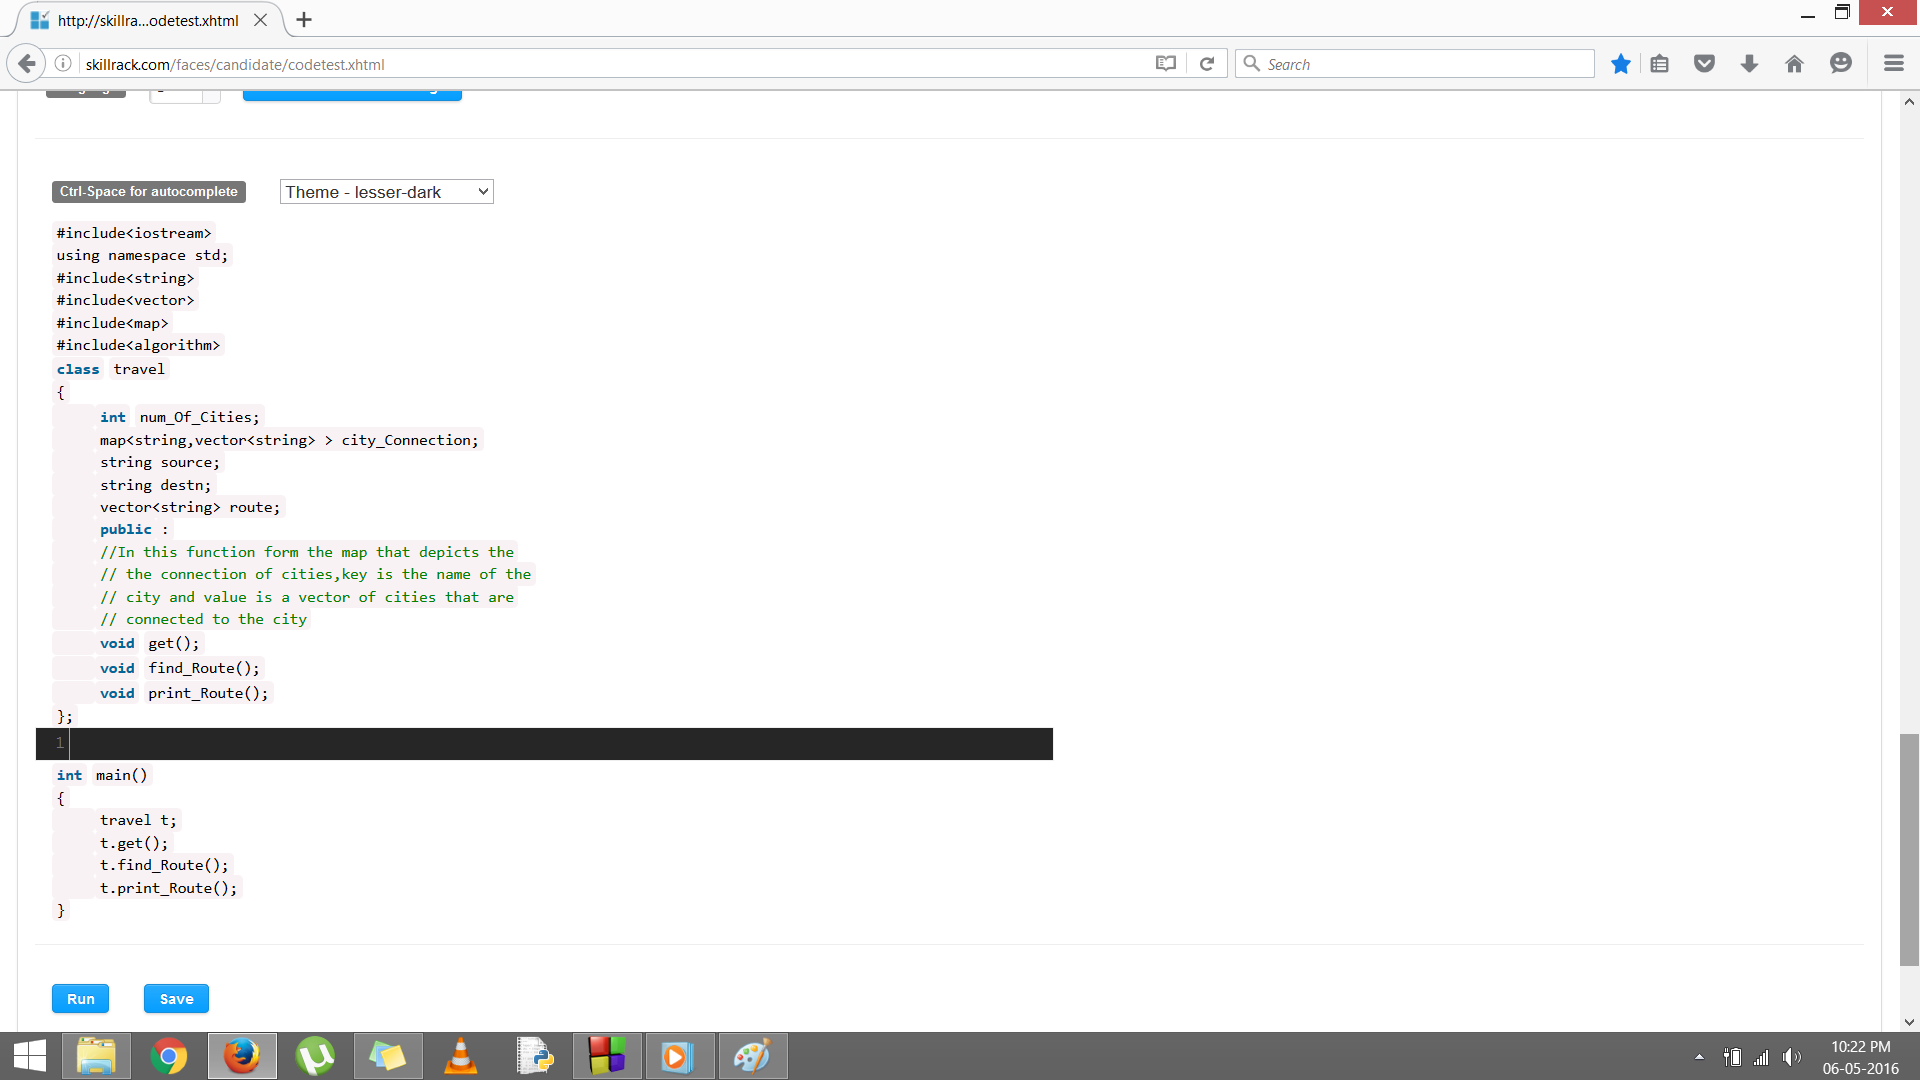 http://skillra...odetest.xhtml
skillrack.com/faces/candidate/codetest.xhtml
Search
Ctrl-Space for autocomplete
Theme - lesser-dark
#include<iostream>
using namespace std;
#include<string>
#include<vector>
#include<map>
#include<algorithm>
class travel
{
int num_Of_Cities;
map<string,vector<string> > city_Connection;
string source;
string destn;
vector<string> route;
public :
//In this function form the map that depicts the
// the connection of cities,key is the name of the
// city and value is a vector of cities that are
// connected to the city
void get();
void find_Route();
void print_Route();
};
1
int main()
{
travel t;
t.get();
t.find_Route();
t.print_Route();
}
Run
Save
10:22 PM
06-05-2016